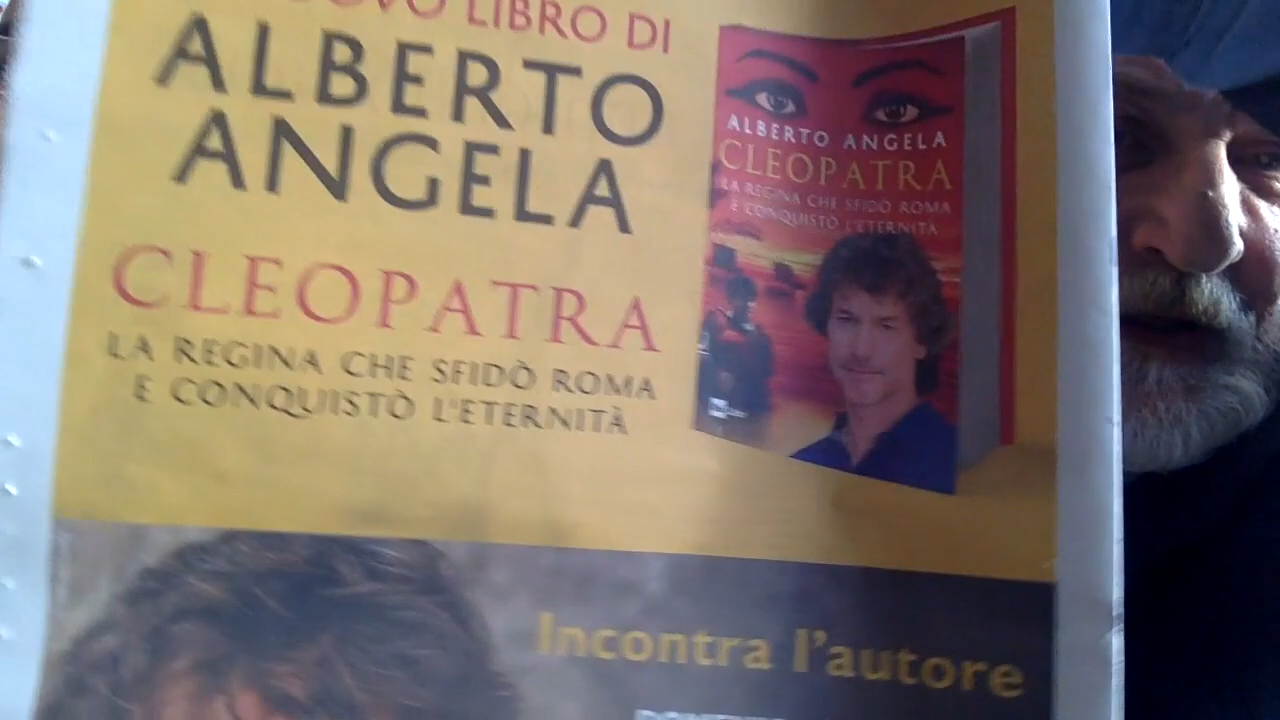 NUOVO LIBRO DI
ALBERTO
ANGELA
CLEOPATRA
LA REGINA CHE SFIDÒ ROMA
E CONQUISTÒ L'ETERNITÀ
ALBERTO ANGELA
CLEOPATRA
LA REGINA CHE SFIDÒ ROMA
E CONQUISTÒ L'ETERNITÀ
Incontra l'autore